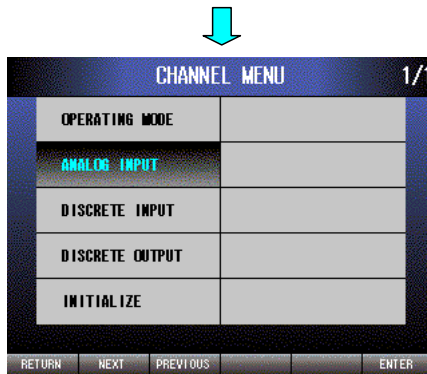 CHANNEL MENU 1/1
OPERATING MODE
ANALOG INPUT
DISCRETE INPUT
DISCRETE OUTPUT
INITIALIZE
RETURN NEXT PREVIOUS ENTER